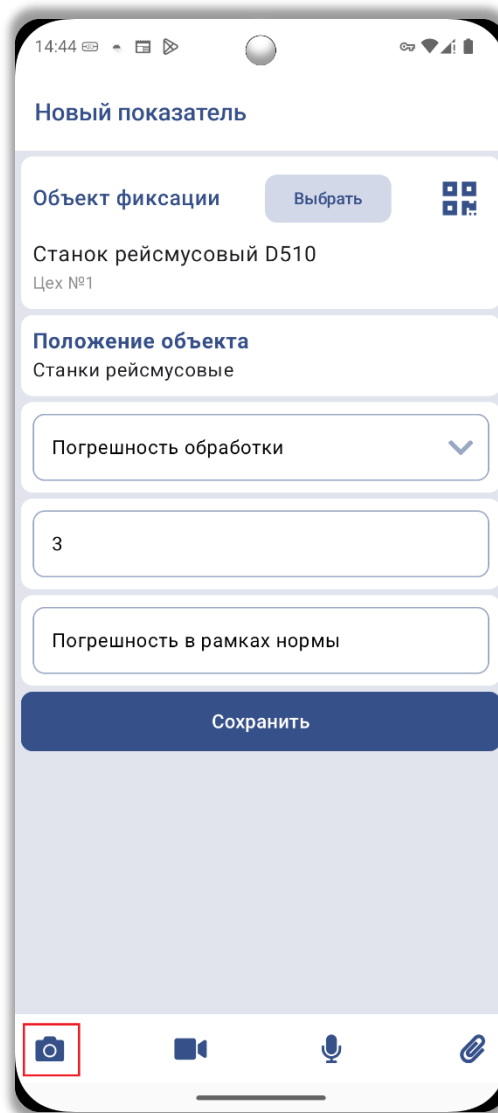 14:44
Новый показатель
Объект фиксации
Выбрать
Станок рейсмусовый D510
Цех №1
Положение объекта
Станки рейсмусовые
Погрешность обработки
3
Погрешность в рамках нормы
Сохранить